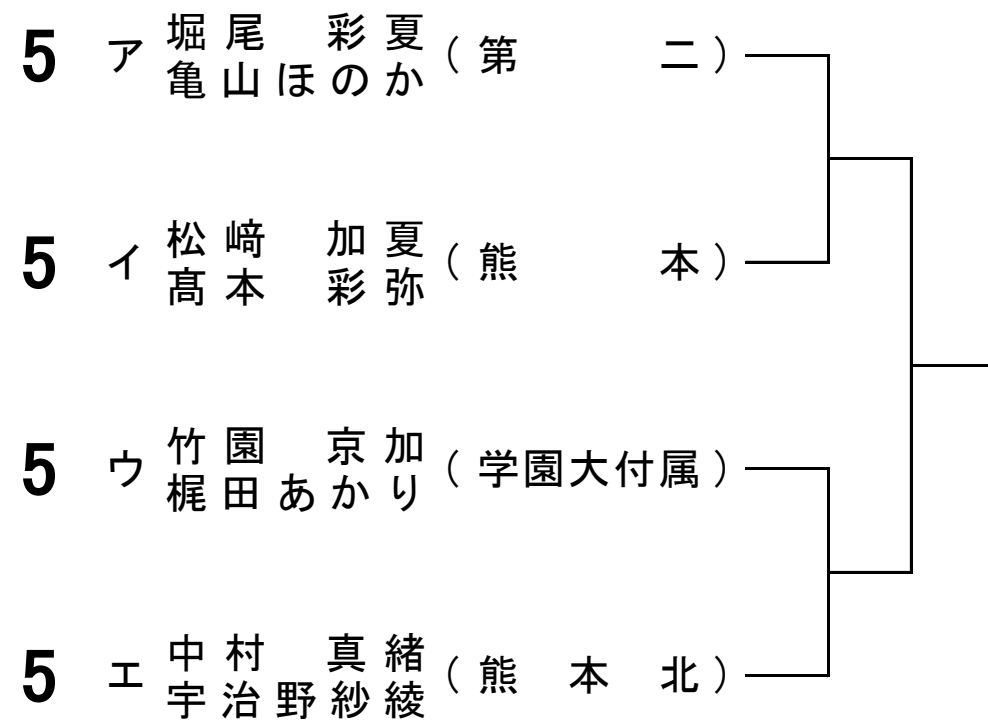 5 ア 堀尾 彩夏 (第 二)
亀山ほのか
5 イ 松﨑 加夏 (熊 本)
髙本 彩弥
5 ウ 竹園 京加 (学園大付属)
梶田あかり
5 エ 中村 真緒 (熊 本 北)
宇治野紗綾